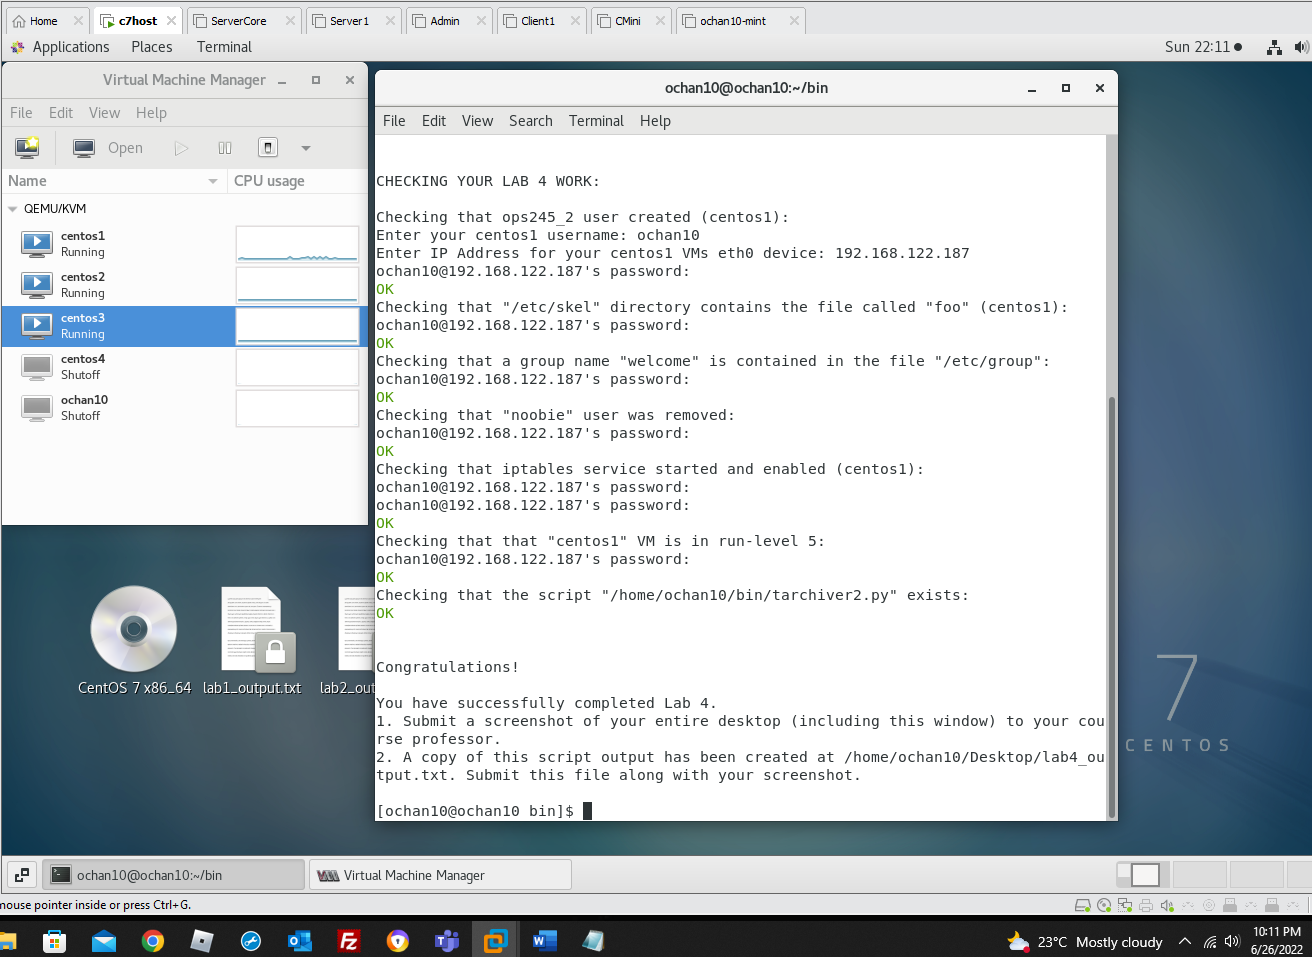 Home
c7host
ServerCore
Server1
Admin
Client1
CMini
ochan10-mint
Applications Places Terminal
Sun 22:11
Virtual Machine Manager
File Edit View Help
Open
Name CPU usage
QEMU/KVM
centos1
Running
centos2
Running
centos3
Running
centos4
Shutoff
ochan10
Shutoff
CentOS 7 x86_64
lab1_output.txt
lab2_ou
ochan10@ochan10:~/bin
File Edit View Search Terminal Help
CHECKING YOUR LAB 4 WORK:
Checking that ops245_2 user created (centos1):
Enter your centos1 username: ochan10
Enter IP Address for your centos1 VMs eth0 device: 192.168.122.187
ochan10@192.168.122.187's password:
OK
Checking that "/etc/skel" directory contains the file called "foo" (centos1):
ochan10@192.168.122.187's password:
OK
Checking that a group name "welcome" is contained in the file "/etc/group":
ochan10@192.168.122.187's password:
OK
Checking that "noobie" user was removed:
ochan10@192.168.122.187's password:
OK
Checking that iptables service started and enabled (centos1):
ochan10@192.168.122.187's password:
ochan10@192.168.122.187's password:
OK
Checking that that "centos1" VM is in run-level 5:
ochan10@192.168.122.187's password:
OK
Checking that the script "/home/ochan10/bin/tarchiver2.py" exists:
OK
Congratulations!
You have successfully completed Lab 4.
1. Submit a screenshot of your entire desktop (including this window) to your cou
rse professor.
2. A copy of this script output has been created at /home/ochan10/Desktop/lab4_ou
tput.txt. Submit this file along with your screenshot.
[ochan10@ochan10 bin]$
7
CENTOS
ochan10@ochan10:~/bin
Virtual Machine Manager
mouse pointer inside or press Ctrl+G.
23°C Mostly cloudy
10:11 PM
6/26/2022